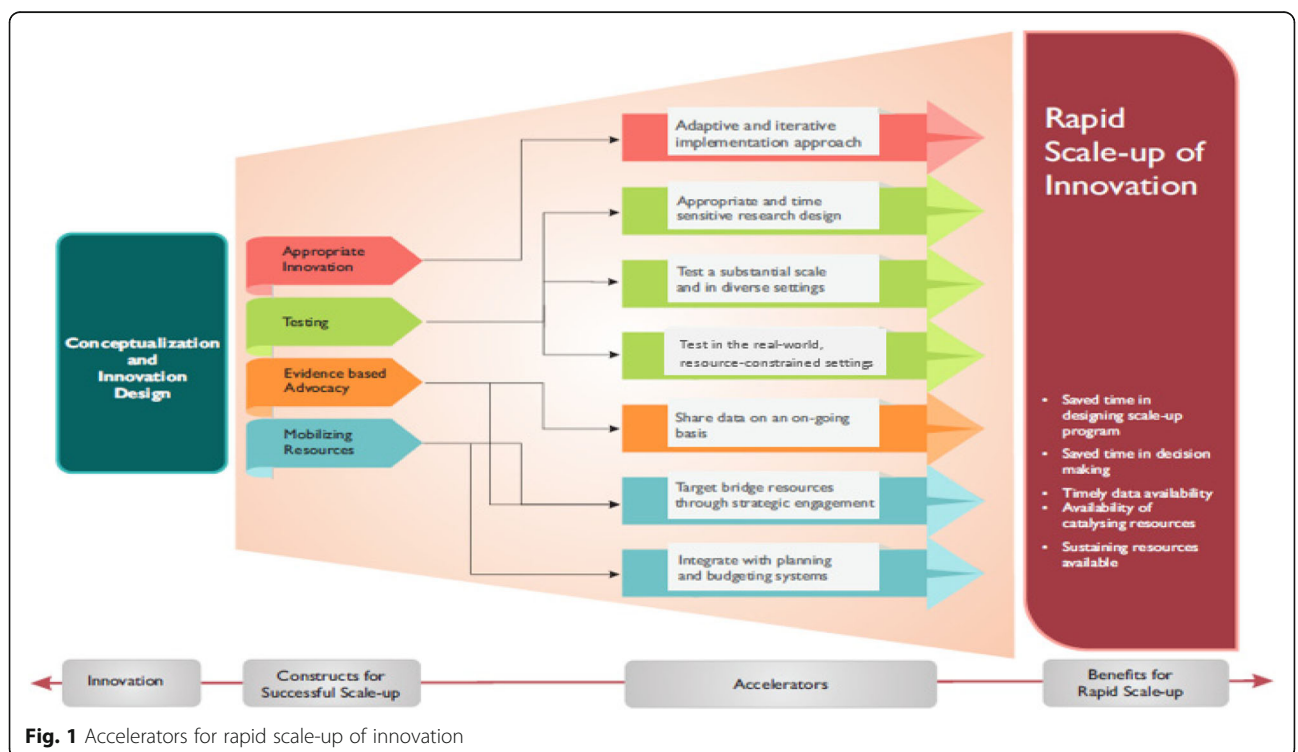 Conceptualization
and
Innovation
Design
Appropriate
Innovation
Testing
Evidence based
Advocacy
Mobilizing
Resources
Adaptive and iterative
implementation approach
Appropriate and time
sensitive research design
Test a substantial scale
and in diverse settings
Test in the real-world,
resource-constrained settings
Share data on an on-going
basis
Target bridge resources
through strategic engagement
Integrate with planning
and budgeting systems
Rapid
Scale-up of
Innovation
• Saved time in
designing scale-up
program
• Saved time in decision
making
• Timely data availability
• Availability of
catalysing resources
• Sustaining resources
available
Innovation
Constructs for
Successful Scale-up
Accelerators
Benefits for
Rapid Scale-up
Fig. 1 Accelerators for rapid scale-up of innovation